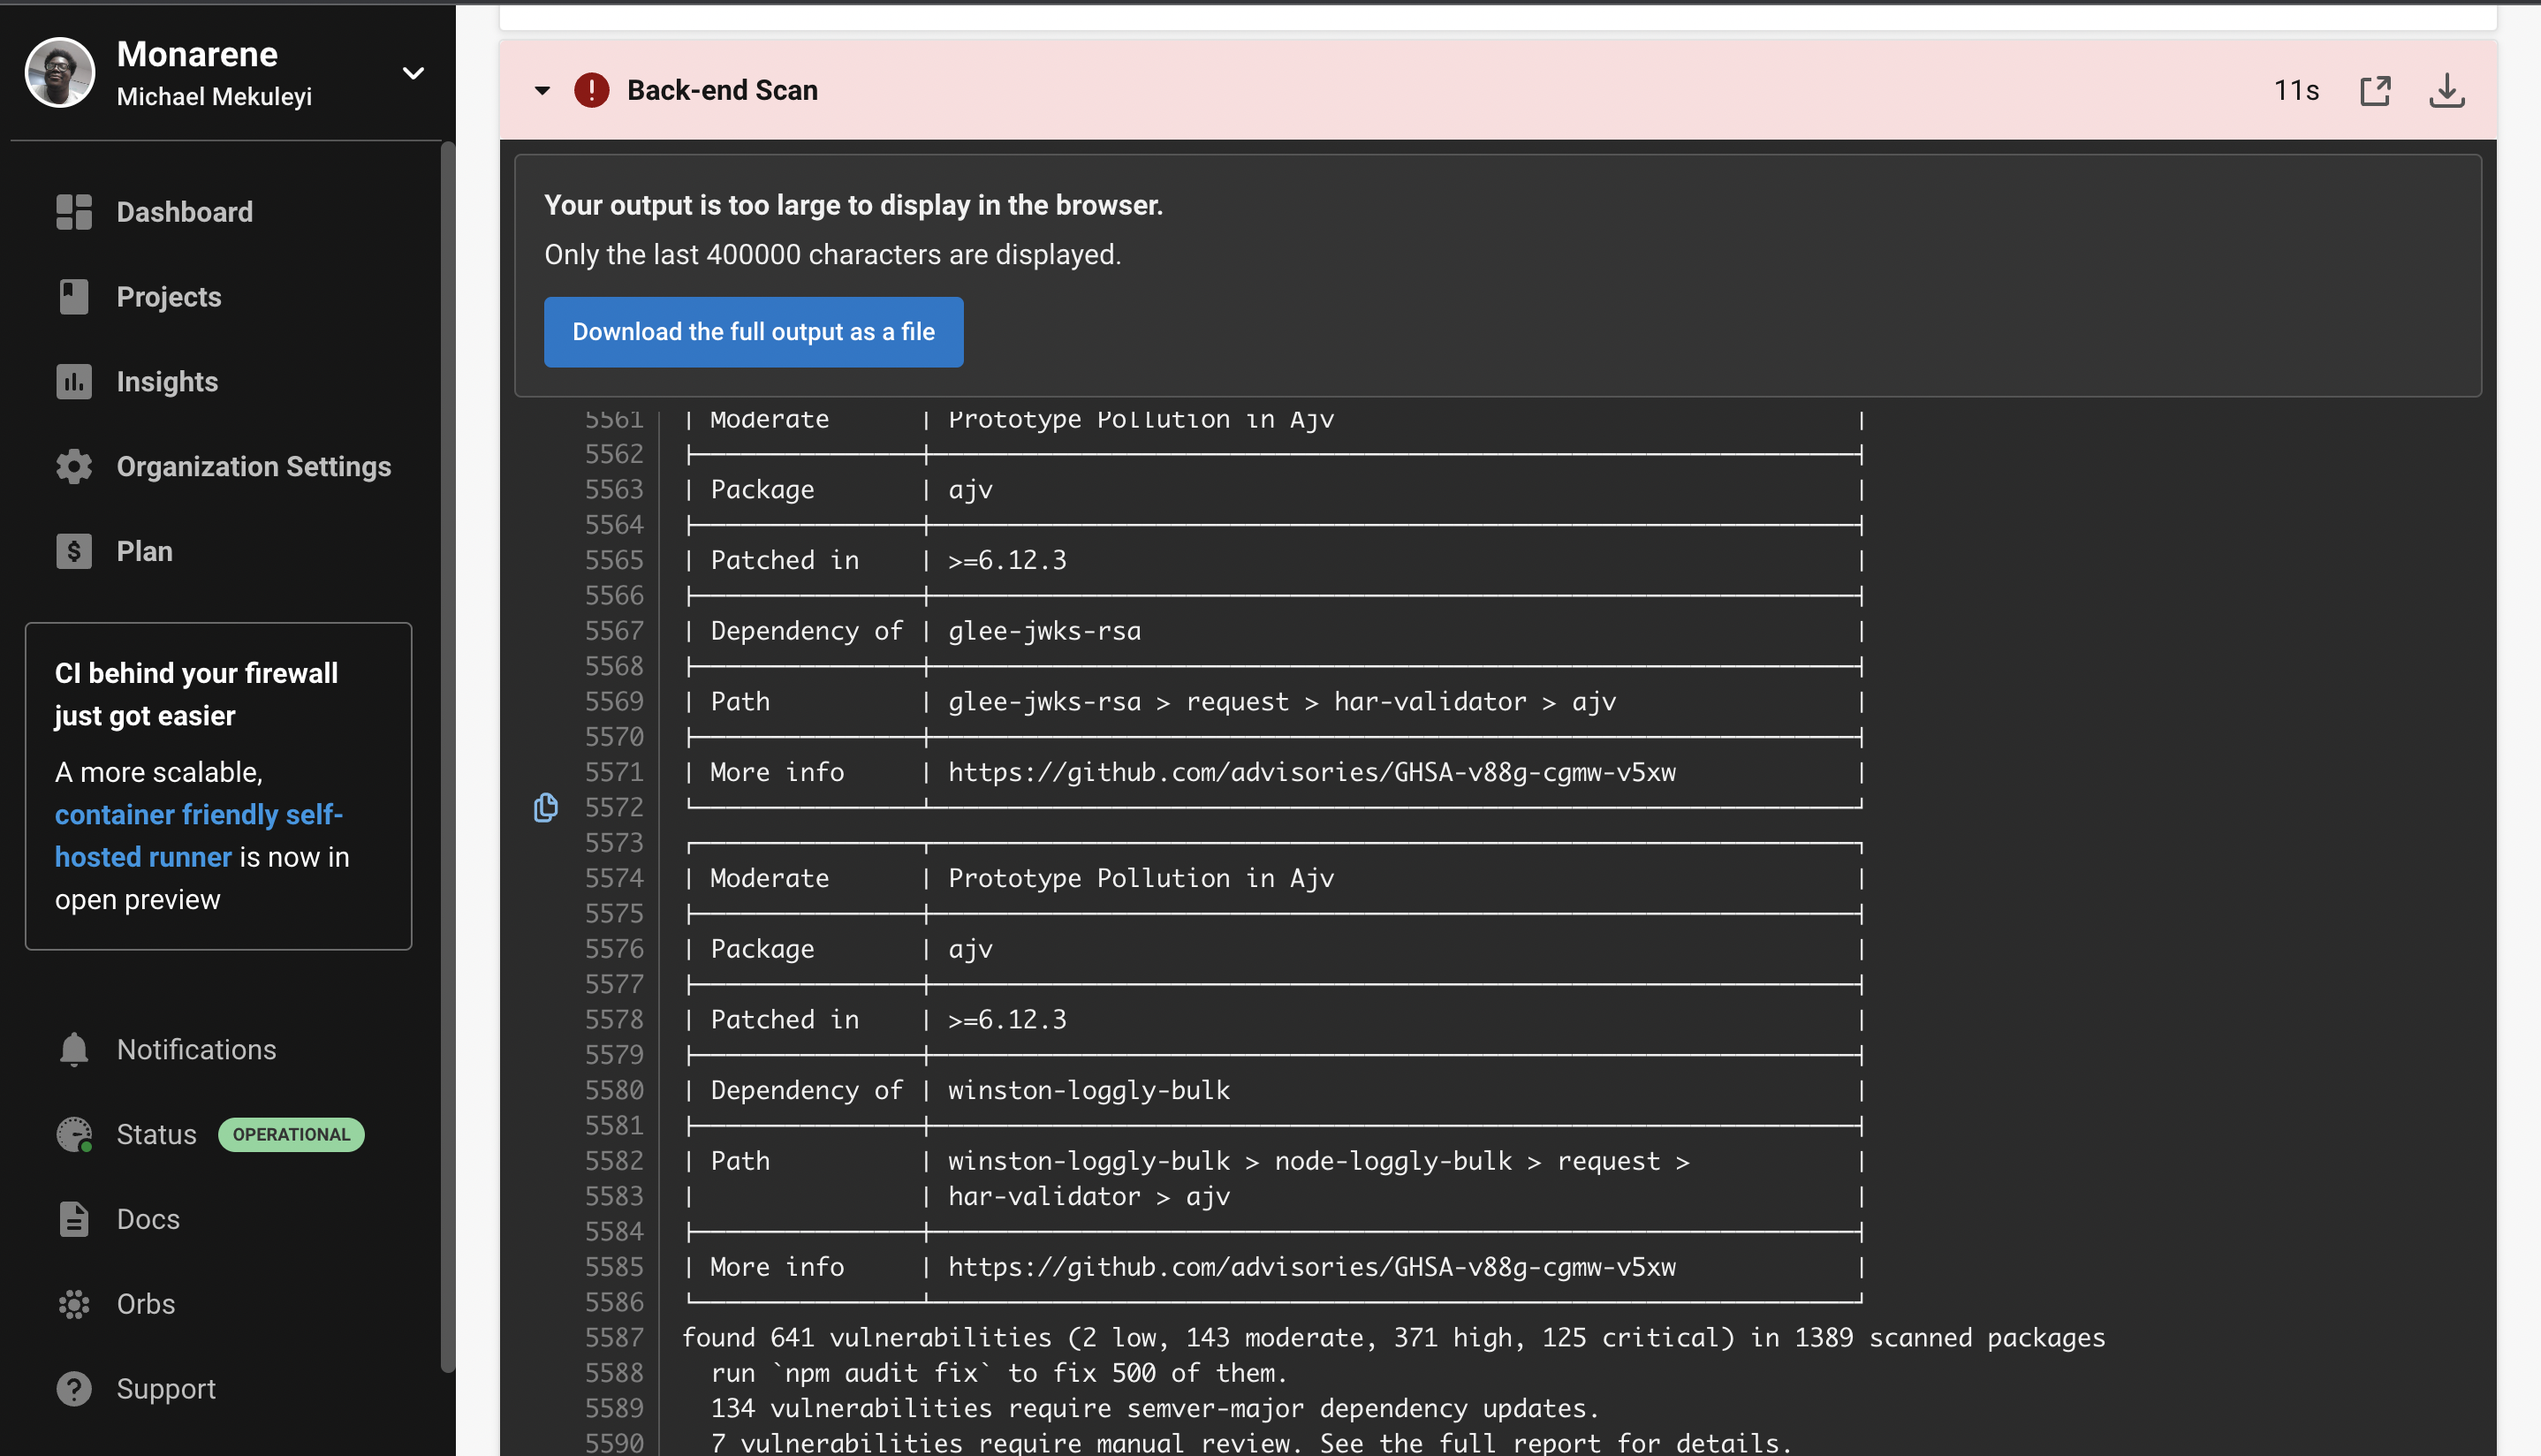 Monarene
Michael Mekuleyi
Dashboard
Projects
Insights
Organization Settings
Plan
CI behind your firewall
just got easier
A more scalable,
container friendly self-
hosted runner is now in
open preview
Notifications
Status OPERATIONAL
Docs
Orbs
Support
Back-end Scan 11s
Your output is too large to display in the browser.
Only the last 400000 characters are displayed.
Download the full output as a file
5561 | Moderate | Prototype Pollution in Ajv |
5562
5563 | Package | ajv |
5564
5565 | Patched in | >=6.12.3 |
5566
5567 | Dependency of | glee-jwks-rsa |
5568
5569 | Path | glee-jwks-rsa > request > har-validator > ajv |
5570
5571 | More info | https://github.com/advisories/GHSA-v88g-cgmw-v5xw |
5572
5573
5574 | Moderate | Prototype Pollution in Ajv |
5575
5576 | Package | ajv |
5577
5578 | Patched in | >=6.12.3 |
5579
5580 | Dependency of | winston-loggly-bulk |
5581
5582 | Path | winston-loggly-bulk > node-loggly-bulk > request > |
5583 | | har-validator > ajv |
5584
5585 | More info | https://github.com/advisories/GHSA-v88g-cgmw-v5xw |
5586
5587 found 641 vulnerabilities (2 low, 143 moderate, 371 high, 125 critical) in 1389 scanned packages
5588 run `npm audit fix` to fix 500 of them.
5589 134 vulnerabilities require semver-major dependency updates.
5590 7 vulnerabilities require manual review. See the full report for details.